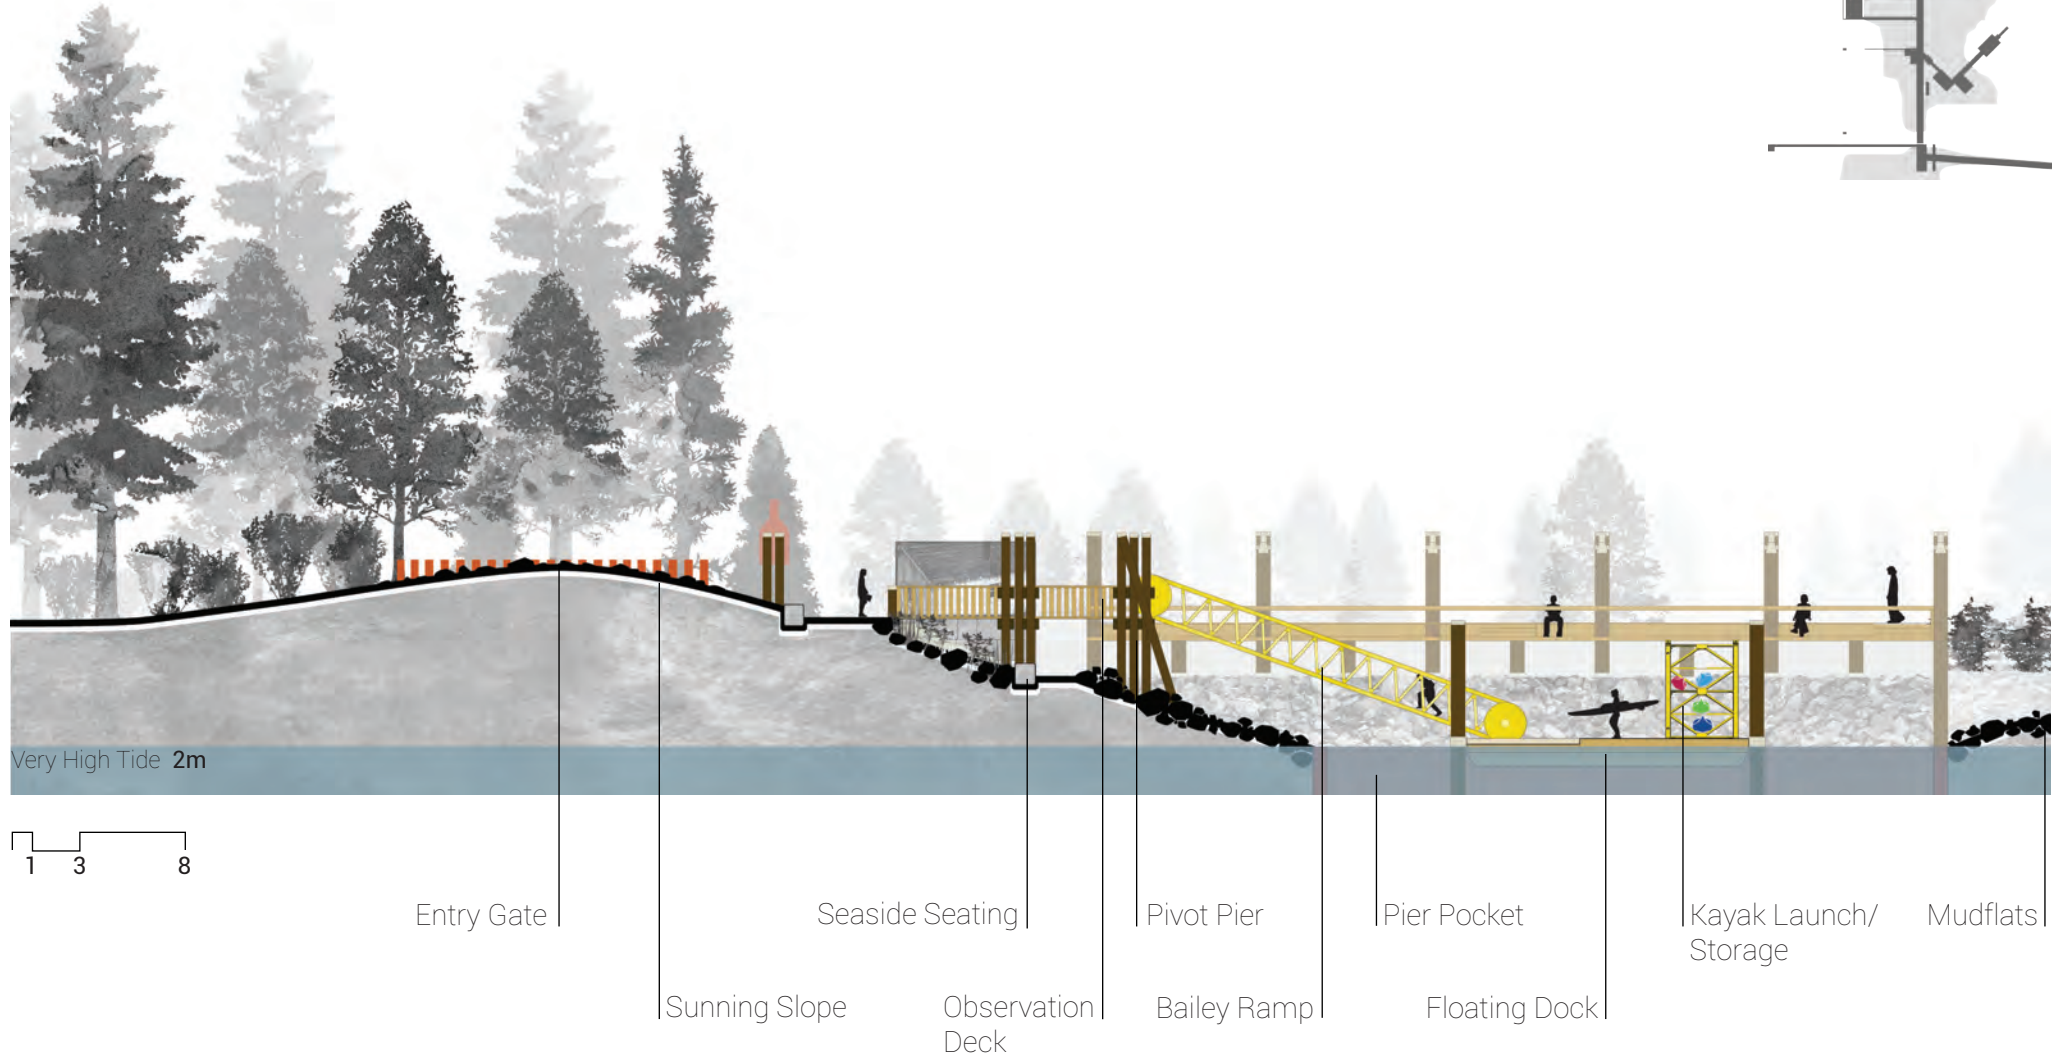 Very High Tide 2m
1 3 8
Entry Gate
Seaside Seating
Pivot Pier
Pier Pocket
Kayak Launch/
Storage
Mudflats
Sunning Slope
Observation
Deck
Bailey Ramp
Floating Dock